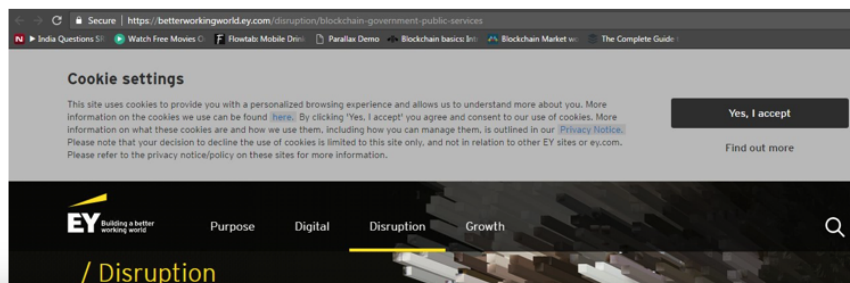 Secure | https://betterworkingworld.ey.com/disruption/blockchain-government-public-services
N ▶ India Questions SR Watch Free Movies O Flowtab: Mobile Drin Parallax Demo Blockchain basics: Int Blockchain Market w The Complete Guide
Cookie settings
This site uses cookies to provide you with a personalized browsing experience and allows us to understand more about you. More
information on the cookies we use can be found here. By clicking 'Yes, I accept' you agree and consent to our use of cookies. More
information on what these cookies are and how we use them, including how you can manage them, is outlined in our Privacy Notice.
Please note that your decision to decline the use of cookies is limited to this site only, and not in relation to other EY sites or ey.com.
Please refer to the privacy notice/policy on these sites for more information.
Yes, I accept
Find out more
EY Building a better
working world
Purpose Digital Disruption Growth
/ Disruption